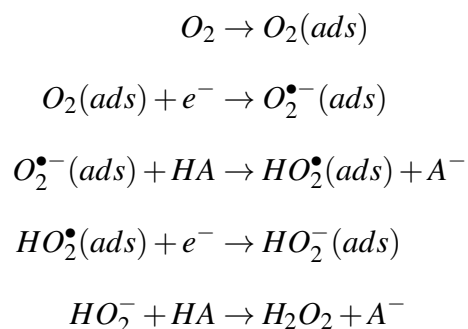 O₂ → O₂(ads)
O₂(ads) + e⁻ → O₂•⁻(ads)
O₂•⁻(ads) + HA → HO₂•(ads) + A⁻
HO₂•(ads) + e⁻ → HO₂⁻(ads)
HO₂⁻ + HA → H₂O₂ + A⁻